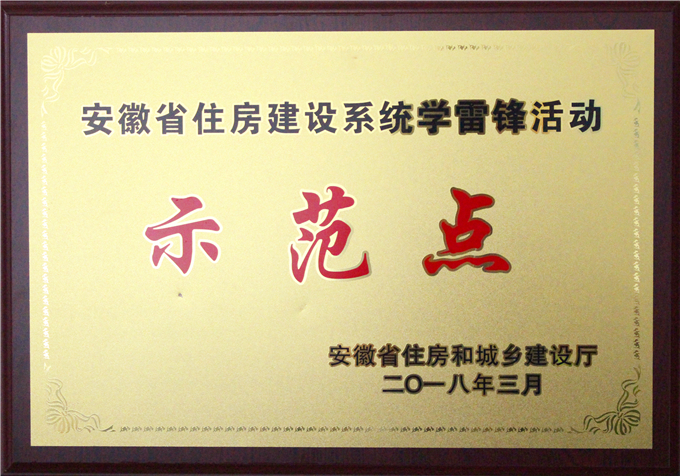 安徽省住房建设系统学雷锋活动
示范点
安徽省住房和城乡建设厅
二〇一八年三月